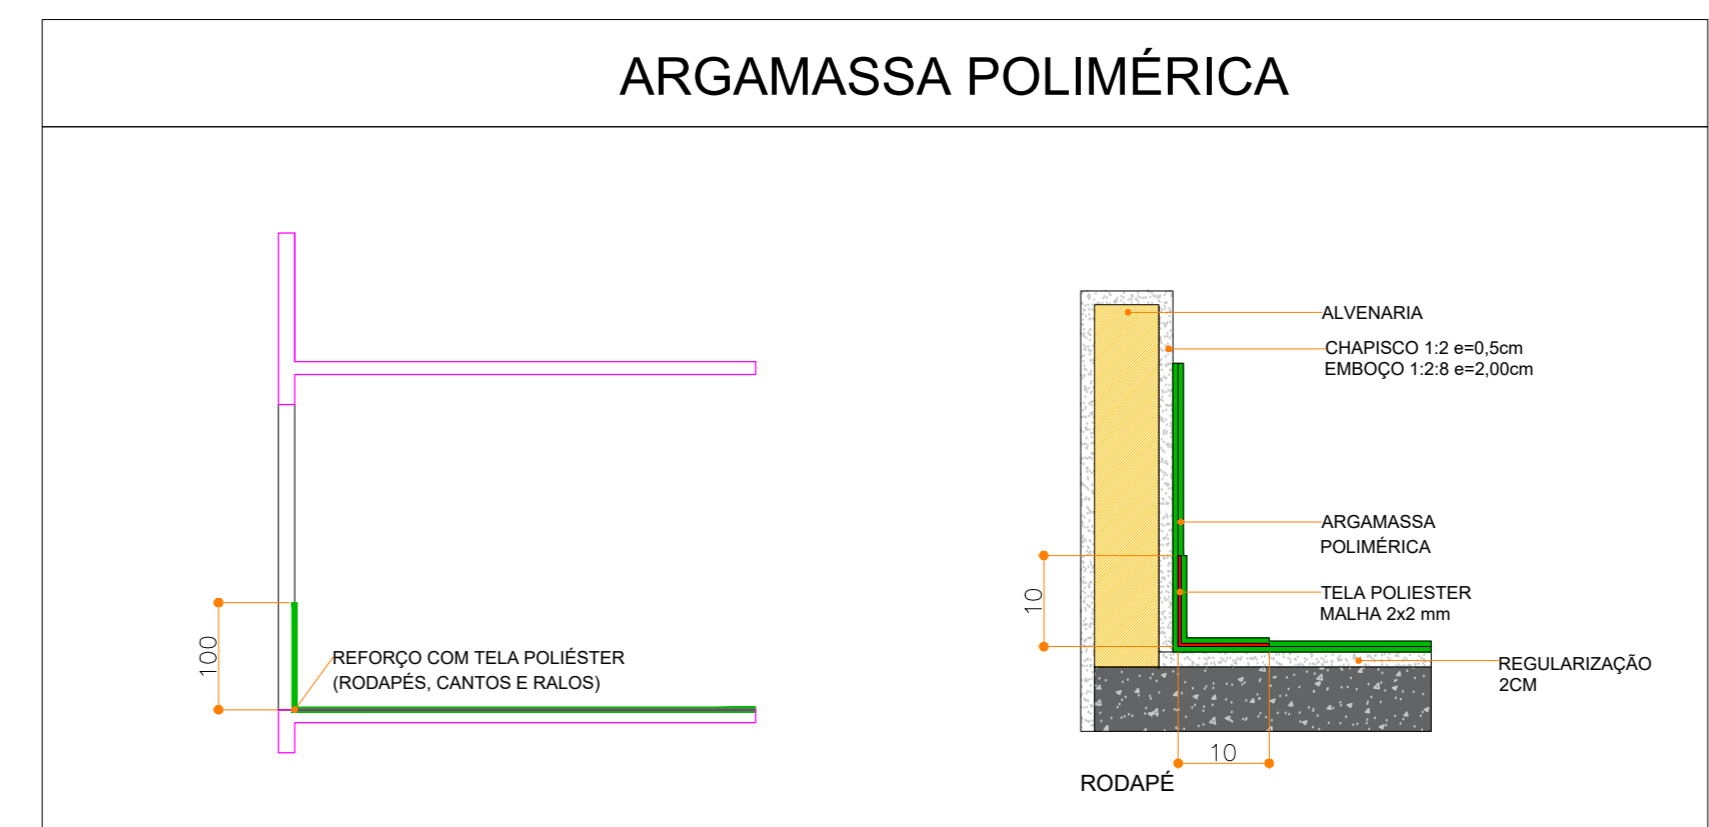 ARGAMASSA POLIMÉRICA
100
REFORÇO COM TELA POLIÉSTER
(RODAPÉS, CANTOS E RALOS)
ALVENARIA
CHAPISCO 1:2 e=0,5cm
EMBOÇO 1:2:8 e=2,00cm
ARGAMASSA
POLIMÉRICA
10
TELA POLIESTER
MALHA 2x2 mm
REGULARIZAÇÃO
2CM
10
RODAPÉ